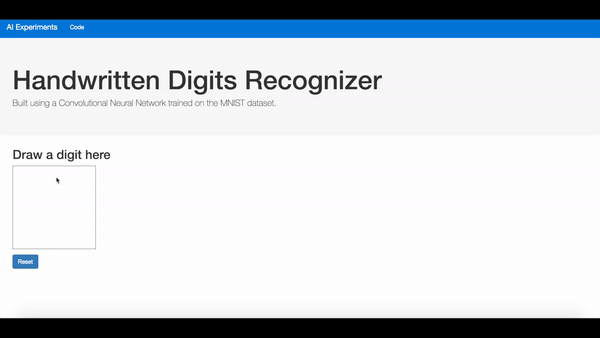 AI Experiments Code
Handwritten Digits Recognizer
Built using a Convolutional Neural Network trained on the MNIST dataset.
Draw a digit here
Reset